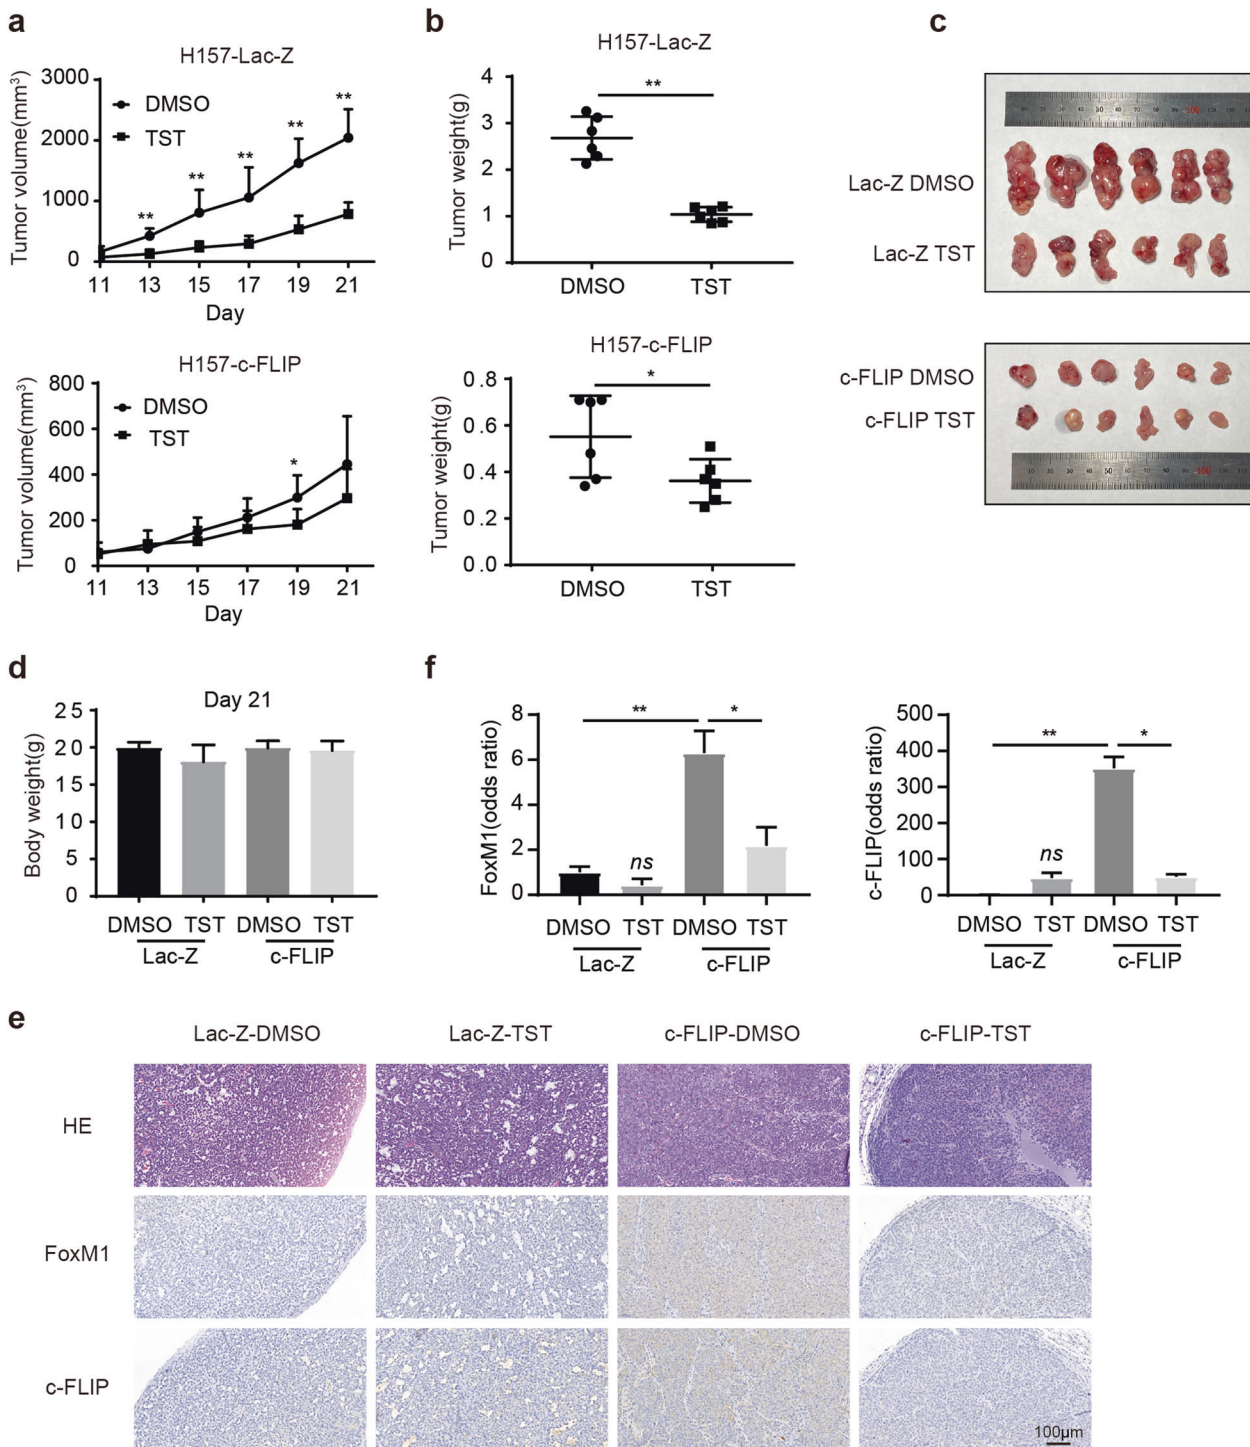 a
H157-Lac-Z
Tumor volume(mm³)
3000
2000
1000
0
DMSO
TST
** ** ** ** **
11 13 15 17 19 21
Day
H157-c-FLIP
Tumor volume(mm³)
800
600
400
200
0
DMSO
TST
*
11 13 15 17 19 21
Day
b
H157-Lac-Z
Tumor weight(g)
4
3
2
1
0
**
DMSO TST
H157-c-FLIP
Tumor weight(g)
0.8
0.6
0.4
0.2
0.0
*
DMSO TST
c
Lac-Z DMSO
Lac-Z TST
c-FLIP DMSO
c-FLIP TST
d
Day 21
Body weight(g)
25
20
15
10
5
0
DMSO TST DMSO TST
Lac-Z c-FLIP
f
FoxM1(odds ratio)
8
6
4
2
0
** *
ns
DMSO TST DMSO TST
Lac-Z c-FLIP
c-FLIP(odds ratio)
500
400
300
200
100
0
** *
ns
DMSO TST DMSO TST
Lac-Z c-FLIP
e
Lac-Z-DMSO Lac-Z-TST c-FLIP-DMSO c-FLIP-TST
HE
FoxM1
c-FLIP
100μm